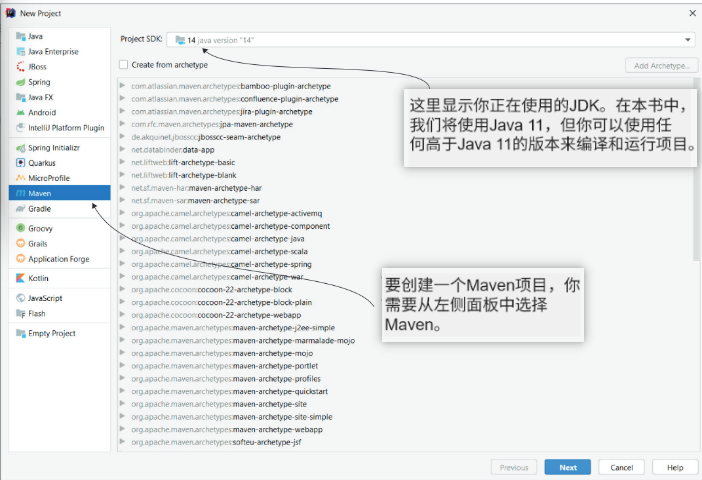 New Project
Java
Java Enterprise
JBoss
Spring
Java FX
Android
IntelliJ Platform Plugin
Spring Initializr
Quarkus
MicroProfile
Maven
Gradle
Groovy
Grails
Application Forge
Kotlin
JavaScript
Flash
Empty Project
Project SDK: 14 java version "14"
Create from archetype
Add Archetype...
com.atlassian.maven.archetypes:bamboo-plugin-archetype
com.atlassian.maven.archetypes:confluence-plugin-archetype
com.atlassian.maven.archetypes:jira-plugin-archetype
com.rfc.maven.archetypes:jpa-maven-archetype
de.akquinet.jbosscc:jbosscc-seam-archetype
net.databinder:data-app
net.liftweb:lift-archetype-basic
net.liftweb:lift-archetype-blank
net.sf.maven-har:maven-archetype-har
net.sf.maven-sar:maven-archetype-sar
org.apache.camel.archetypes:camel-archetype-activemq
org.apache.camel.archetypes:camel-archetype-component
org.apache.camel.archetypes:camel-archetype-java
org.apache.camel.archetypes:camel-archetype-scala
org.apache.camel.archetypes:camel-archetype-spring
org.apache.camel.archetypes:camel-archetype-war
org.apache.cocoon:cocoon-22-archetype-block
org.apache.cocoon:cocoon-22-archetype-block-plain
org.apache.cocoon:cocoon-22-archetype-webapp
org.apache.maven.archetypes:maven-archetype-j2ee-simple
org.apache.maven.archetypes:maven-archetype-marmalade-mojo
org.apache.maven.archetypes:maven-archetype-mojo
org.apache.maven.archetypes:maven-archetype-portlet
org.apache.maven.archetypes:maven-archetype-profiles
org.apache.maven.archetypes:maven-archetype-quickstart
org.apache.maven.archetypes:maven-archetype-site
org.apache.maven.archetypes:maven-archetype-site-simple
org.apache.maven.archetypes:maven-archetype-webapp
org.apache.maven.archetypes:softeu-archetype-jsf
这里显示你正在使用的JDK。在本书中，
我们将使用Java 11，但你可以使用任
何高于Java 11的版本来编译和运行项目。
要创建一个Maven项目，你
需要从左侧面板中选择
Maven。
Previous
Next
Cancel
Help